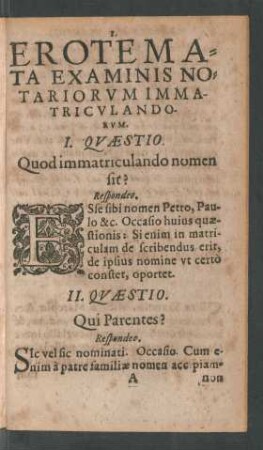 I.
EROTEMA-
TA EXAMINIS NO-
TARIORVM IMMA-
TRICVLANDO-
RVM.
I. QVÆSTIO.
Quod immatriculando nomen
sit?
Respondeo,
ESse sibi nomen Petro, Pau-
lo &c. Occasio huius quæ-
stionis: Si enim in matri-
culam de scribendus erit,
de ipsius nomine vt certò
constet, oportet.
II. QVÆSTIO.
Qui Parentes?
Respondeo,
SIc vel sic nominati. Occasio. Cum e-
nim à patre familiæ nomen acc piam-
A non